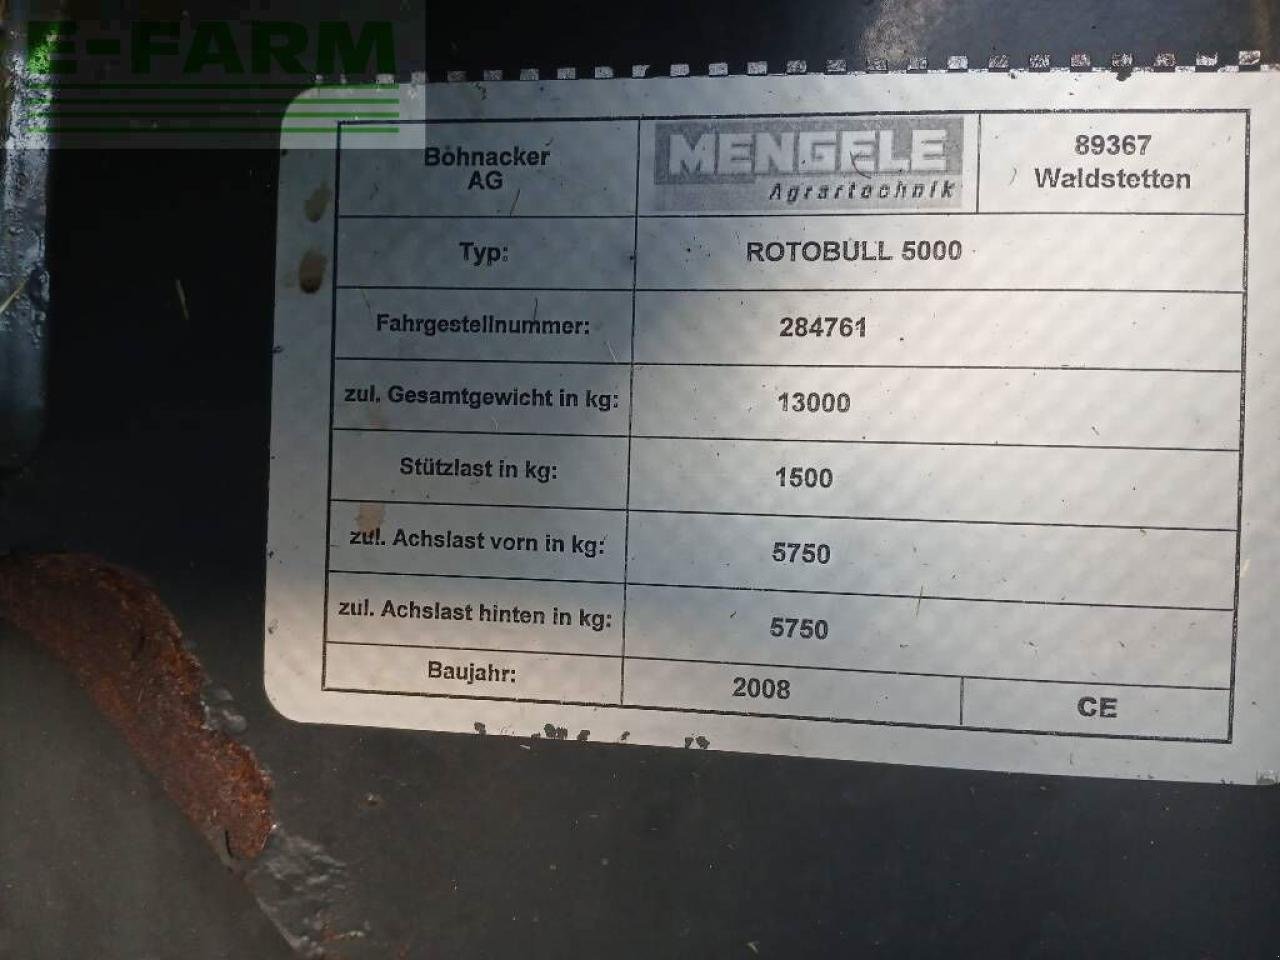 E-FARM
Bohnacker
AG
MENGELE
Agrartechnik
89367
Waldstetten
Typ: ROTOBULL 5000
Fahrgestellnummer: 284761
zul. Gesamtgewicht in kg: 13000
Stützlast in kg: 1500
zul. Achslast vorn in kg: 5750
zul. Achslast hinten in kg: 5750
Baujahr: 2008 CE